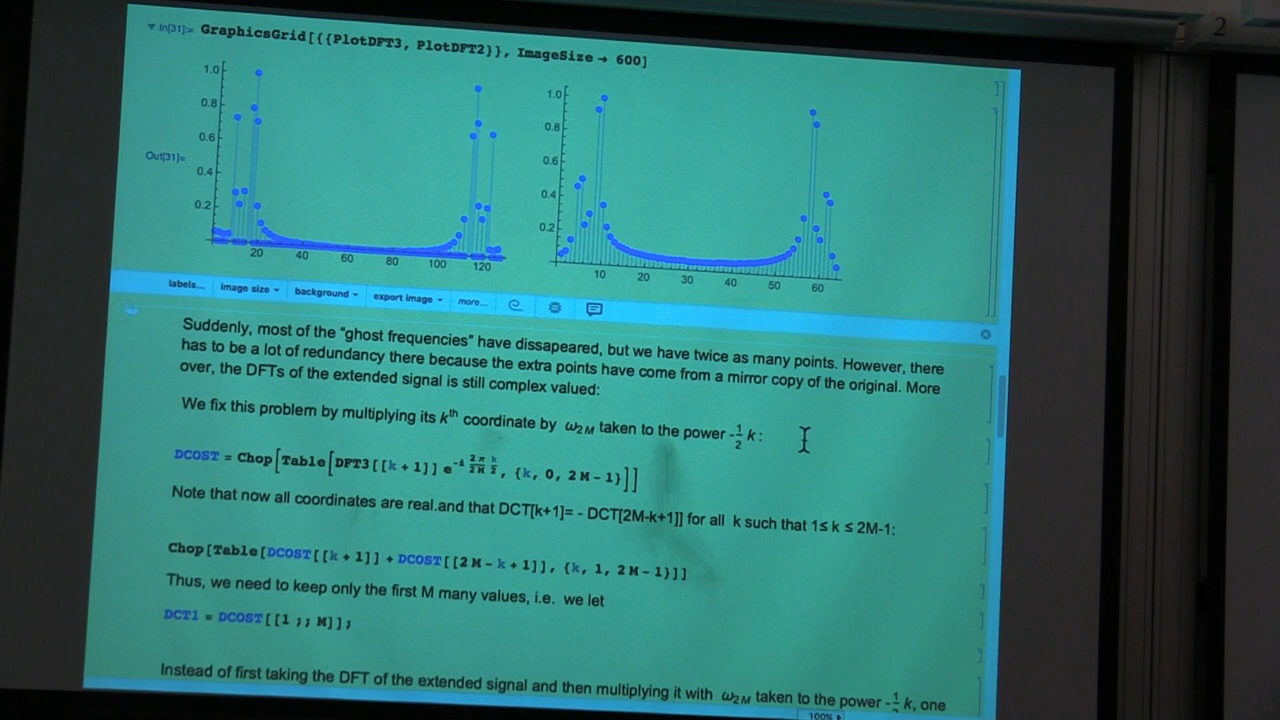 2
In[31]:= GraphicsGrid[{{PlotDFT3, PlotDFT2}}, ImageSize → 600]
Out[31]=
1.0
0.8
0.6
0.4
0.2
20 40 60 80 100 120
1.0
0.8
0.6
0.4
0.2
10 20 30 40 50 60
labels... image size background export image more...
Suddenly, most of the "ghost frequencies" have dissapeared, but we have twice as many points. However, there
has to be a lot of redundancy there because the extra points have come from a mirror copy of the original. More
over, the DFTs of the extended signal is still complex valued:
We fix this problem by multiplying its kth coordinate by ω2M taken to the power -1/2 k:
DCOST = Chop[Table[DFT3[[k + 1]] e^-i 2π/2M k/2, {k, 0, 2 M - 1}]]
Note that now all coordinates are real.and that DCT[k+1]= - DCT[2M-k+1]] for all k such that 1≤ k ≤ 2M-1:
Chop[Table[DCOST[[k + 1]] + DCOST[[2 M - k + 1]], {k, 1, 2 M - 1}]]
Thus, we need to keep only the first M many values, i.e. we let
DCT1 = DCOST[[1 ;; M]];
Instead of first taking the DFT of the extended signal and then multiplying it with ω2M taken to the power -1/2 k, one
100%